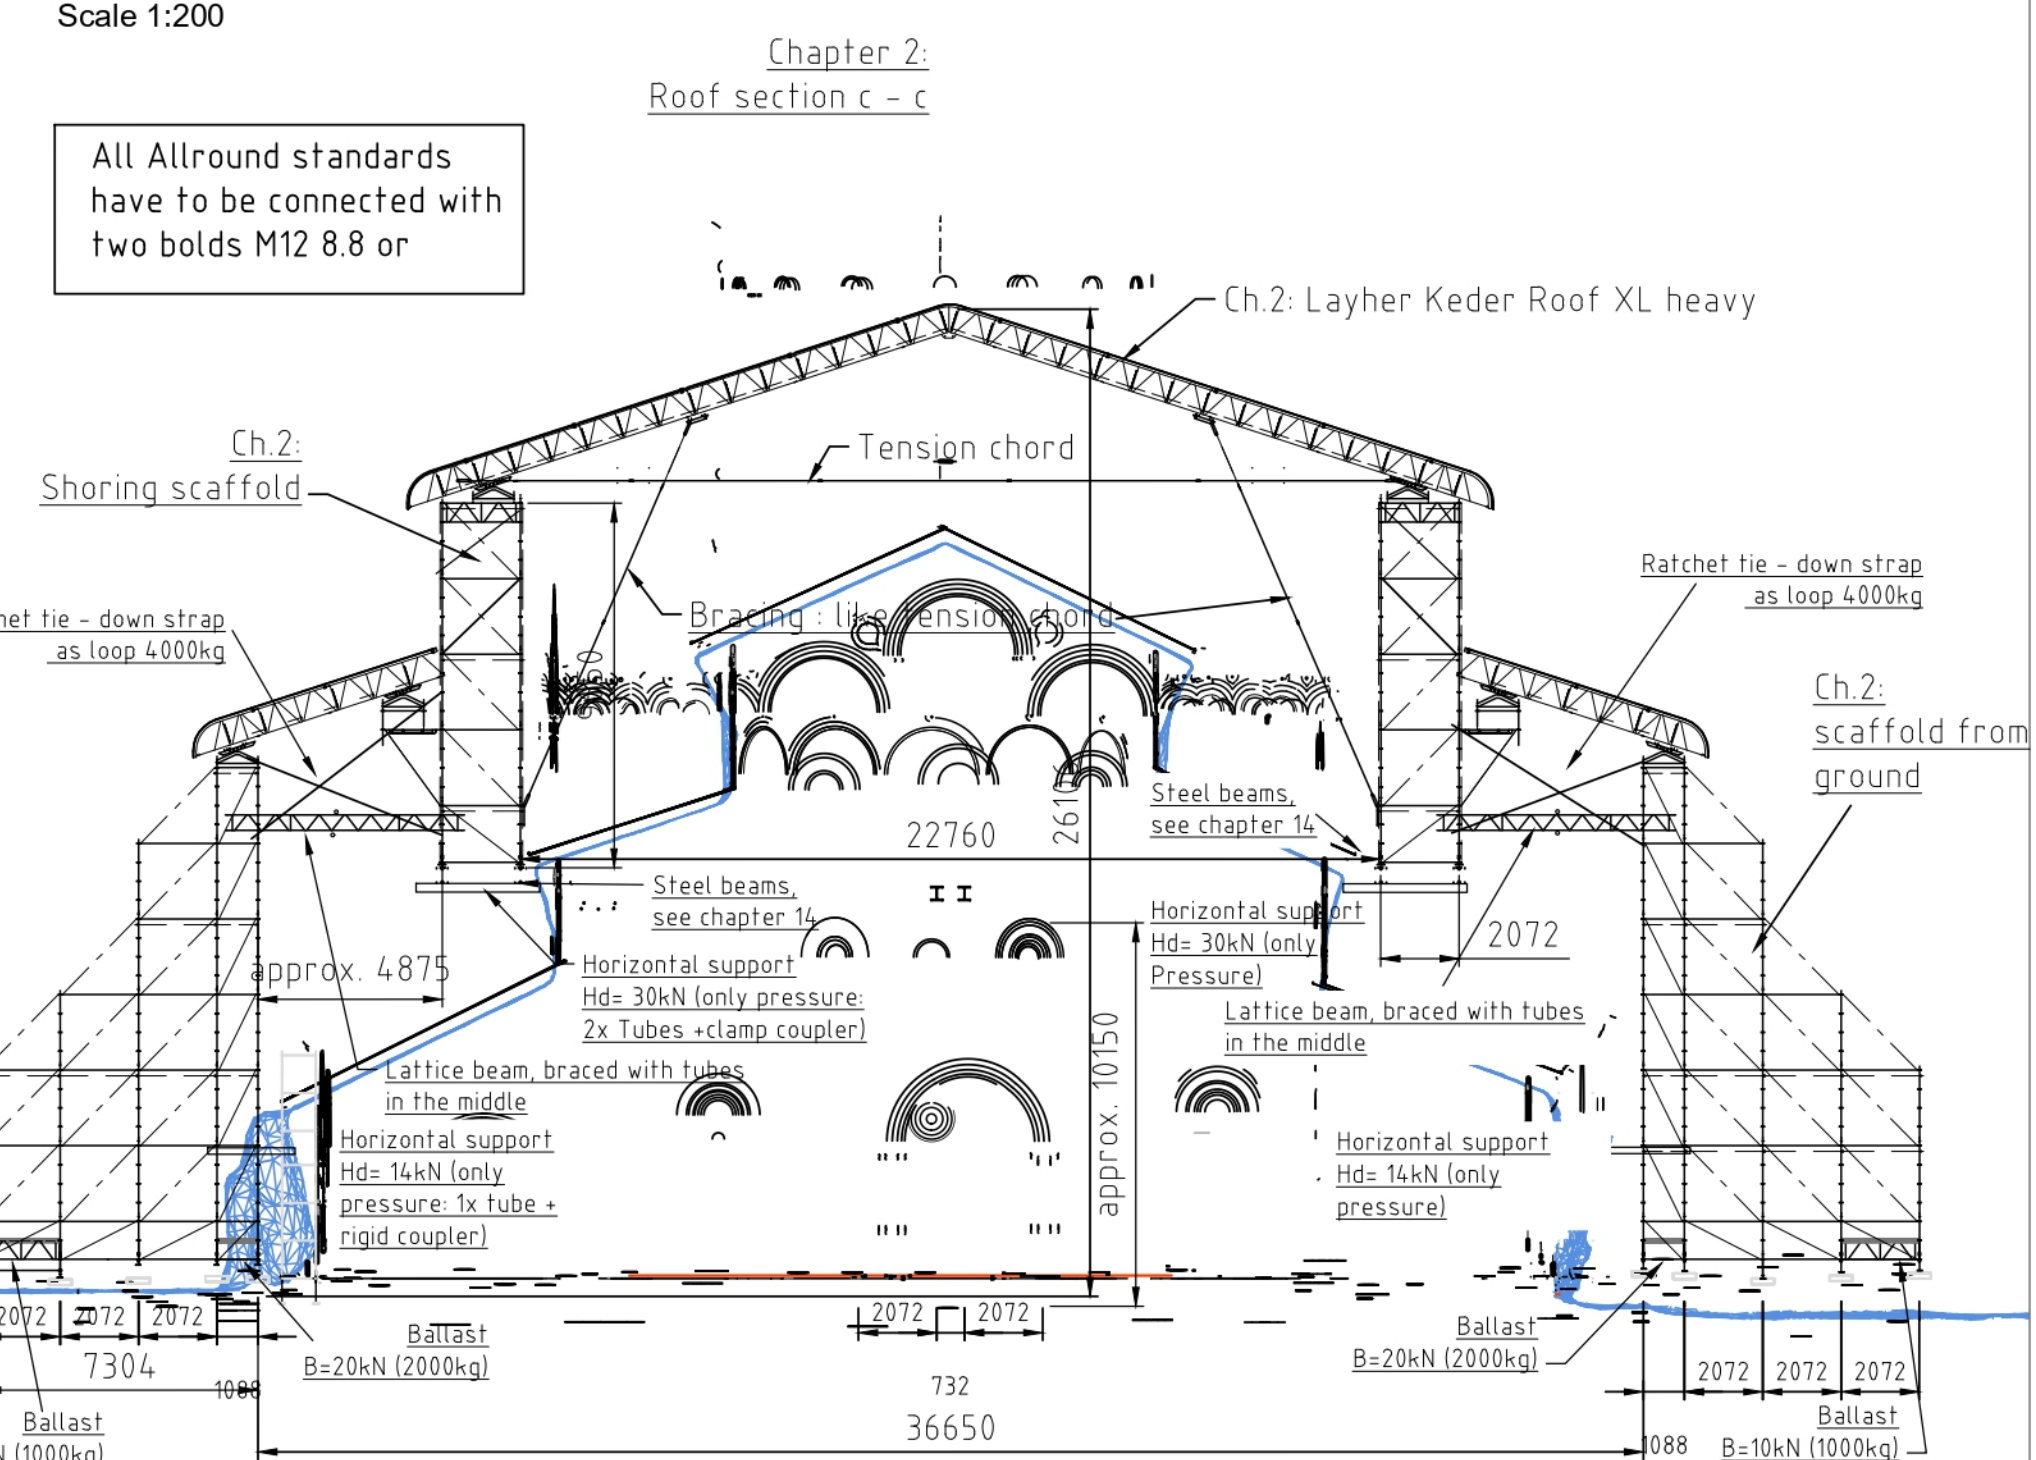 Scale 1:200
Chapter 2:
Roof section c - c
All Allround standards
have to be connected with
two bolds M12 8.8 or
Ch.2: Layher Keder Roof XL heavy
Ch.2:
Shoring scaffold
Tension chord
Ratchet tie - down strap
as loop 4000kg
tie - down strap
as loop 4000kg
Bracing : like tension chord
Ch.2:
scaffold from
ground
Steel beams,
see chapter 14
22760
Steel beams,
see chapter 14
Horizontal support
Hd= 30kN (only
Pressure)
2072
approx. 4875
Horizontal support
Hd= 30kN (only pressure:
2x Tubes +clamp coupler)
Lattice beam, braced with tubes
in the middle
Lattice beam, braced with tubes
in the middle
approx. 10150
Horizontal support
Hd= 14kN (only
pressure: 1x tube +
rigid coupler)
Horizontal support
Hd= 14kN (only
pressure)
2072
2072
2072
2072
2072
7304
1088
Ballast
B=20kN (2000kg)
Ballast
B=20kN (2000kg)
2072
2072
2072
732
36650
1088
Ballast
(1000kg)
Ballast
B=10kN (1000kg)